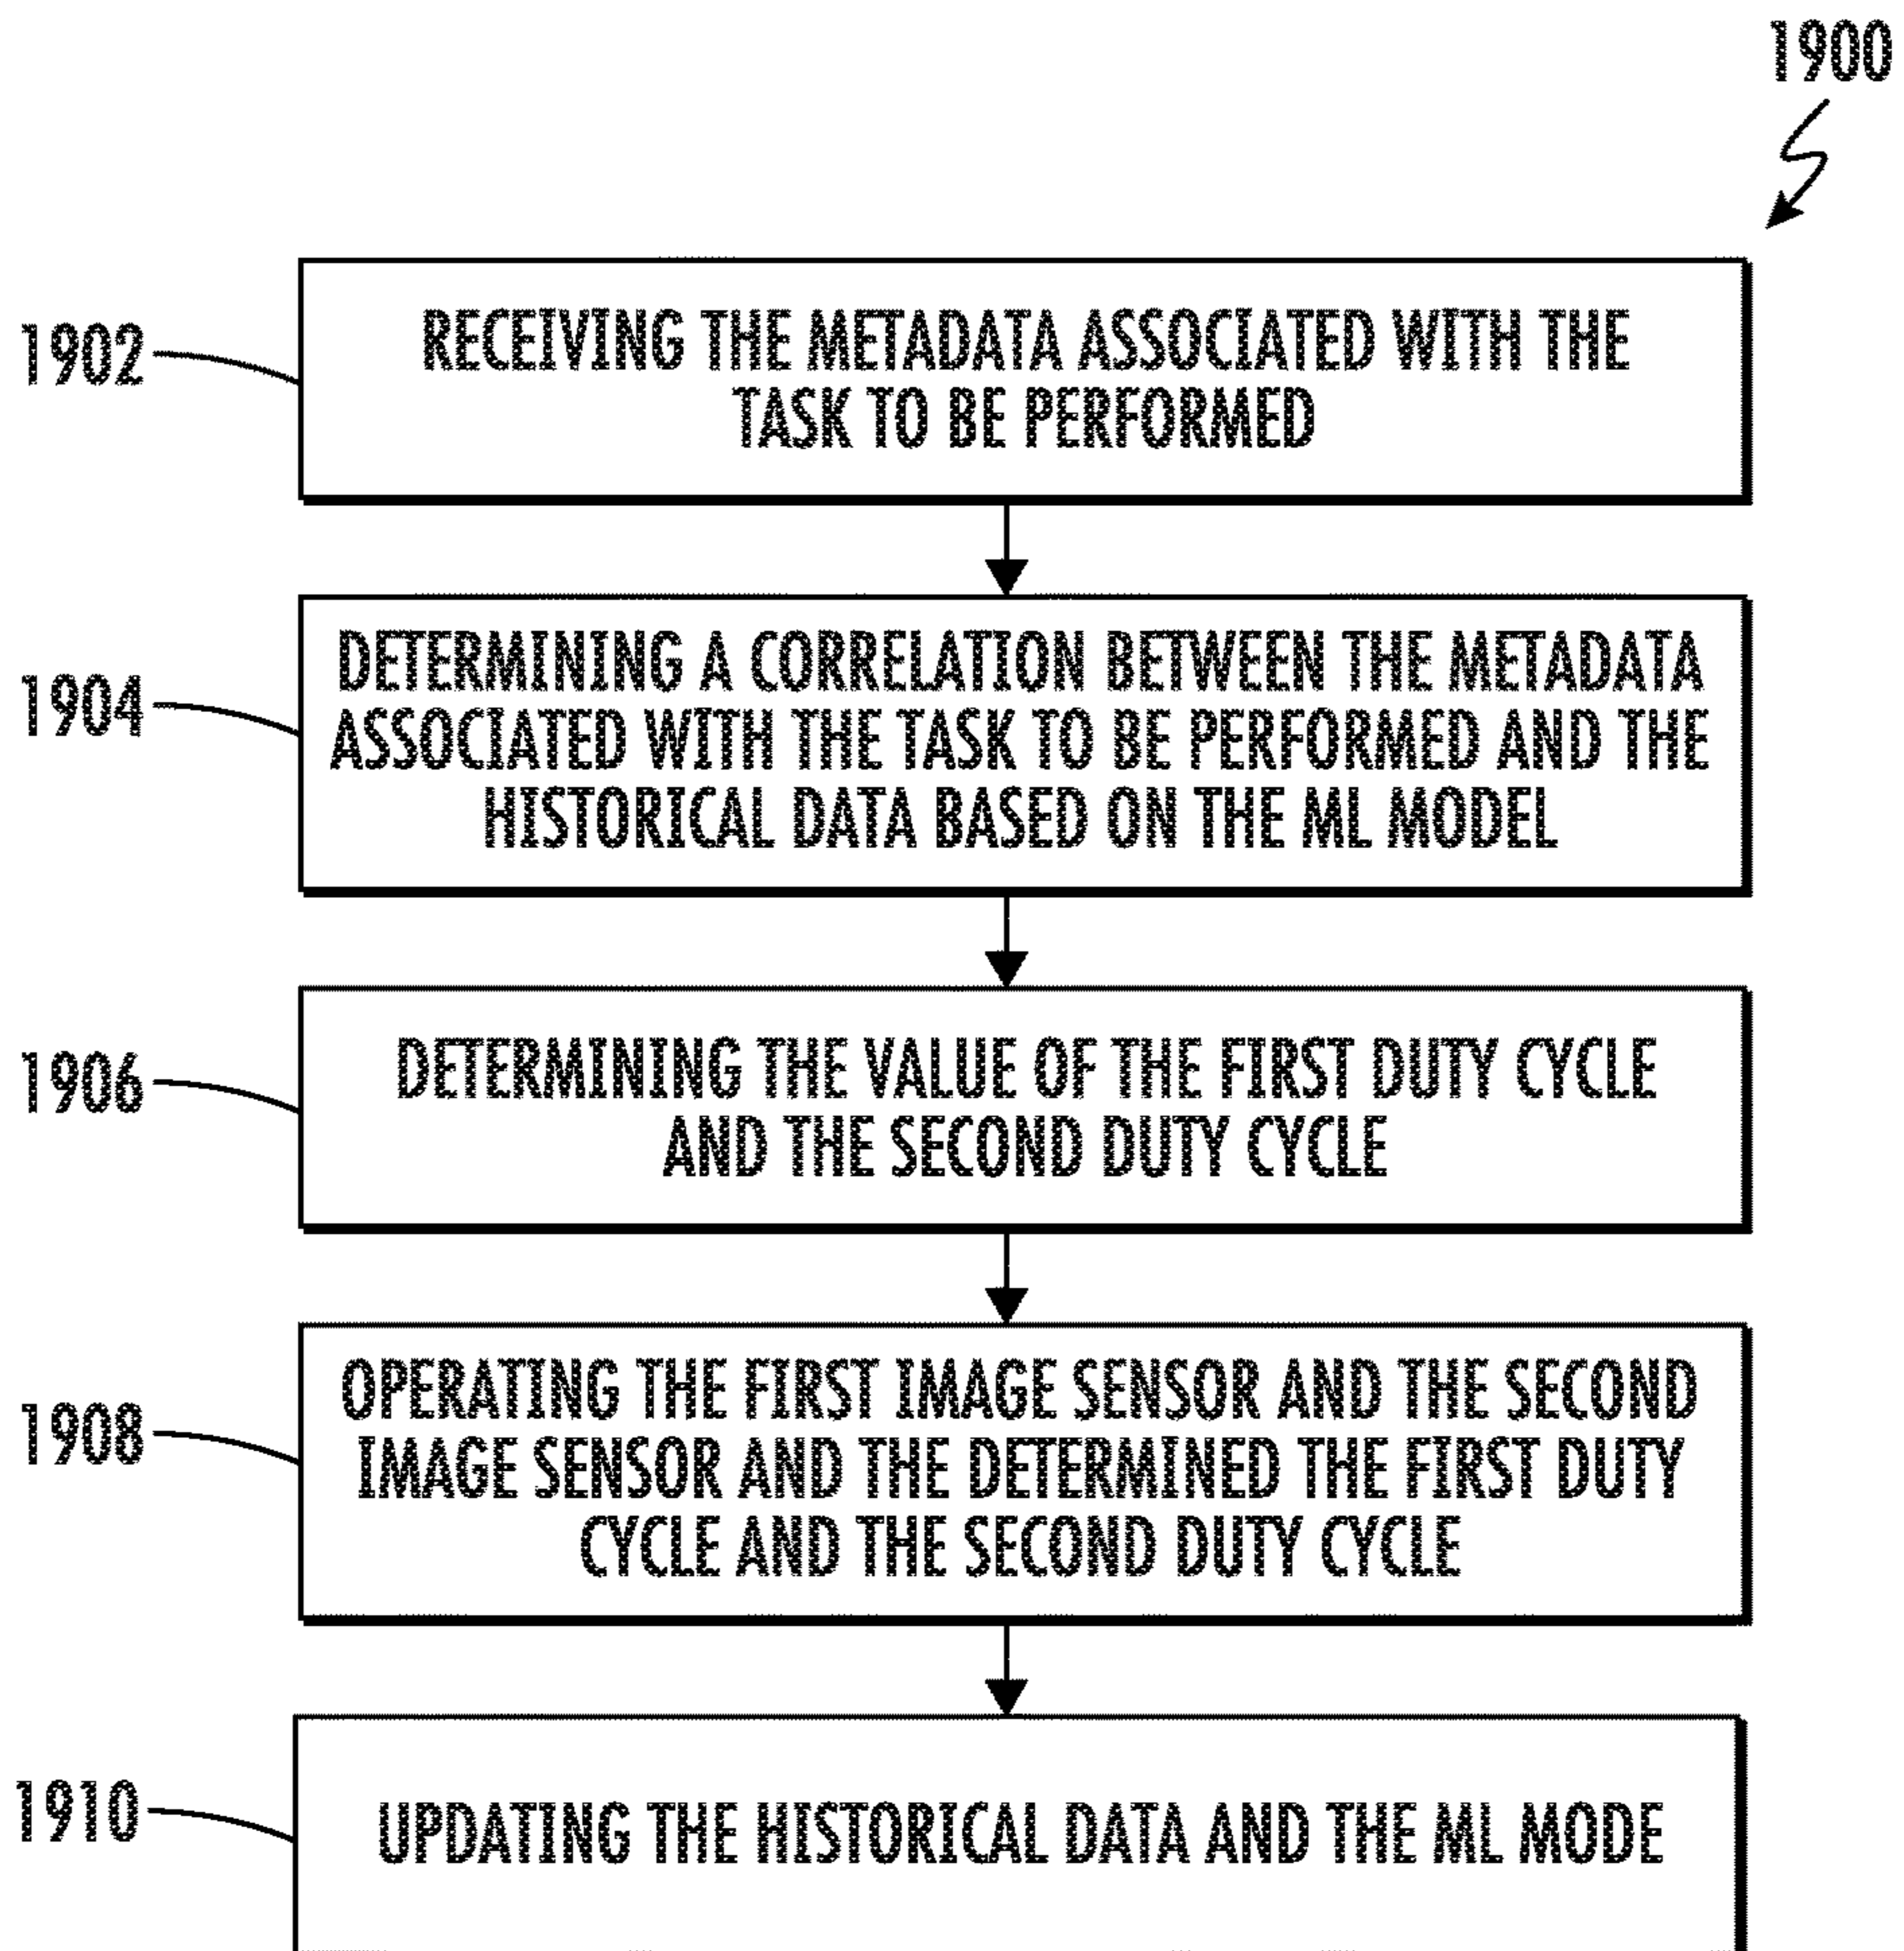 1900
1902
RECEIVING THE METADATA ASSOCIATED WITH THE
TASK TO BE PERFORMED
1904
DETERMINING A CORRELATION BETWEEN THE METADATA
ASSOCIATED WITH THE TASK TO BE PERFORMED AND THE
HISTORICAL DATA BASED ON THE ML MODEL
1906
DETERMINING THE VALUE OF THE FIRST DUTY CYCLE
AND THE SECOND DUTY CYCLE
1908
OPERATING THE FIRST IMAGE SENSOR AND THE SECOND
IMAGE SENSOR AND THE DETERMINED THE FIRST DUTY
CYCLE AND THE SECOND DUTY CYCLE
1910
UPDATING THE HISTORICAL DATA AND THE ML MODE